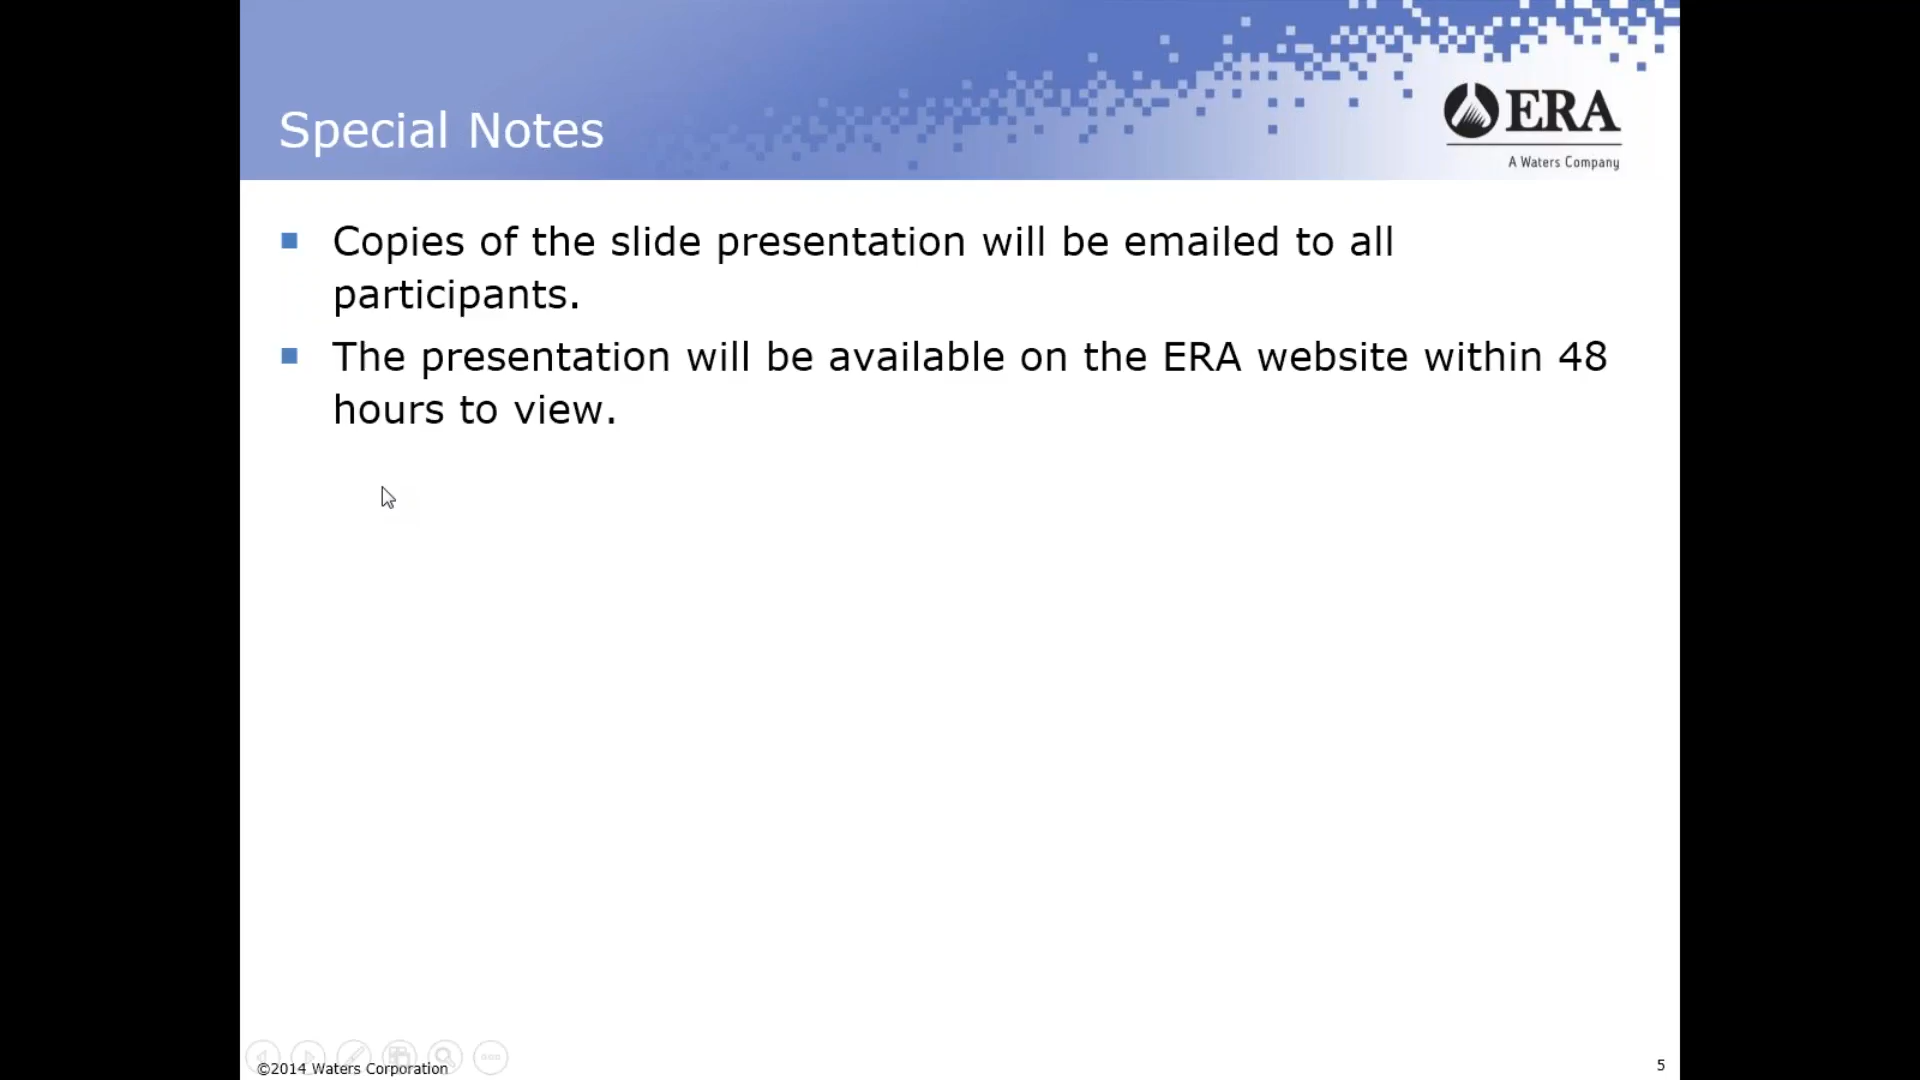 Special Notes
ERA
A Waters Company
Copies of the slide presentation will be emailed to all
participants.
The presentation will be available on the ERA website within 48
hours to view.
©2014 Waters Corporation
5